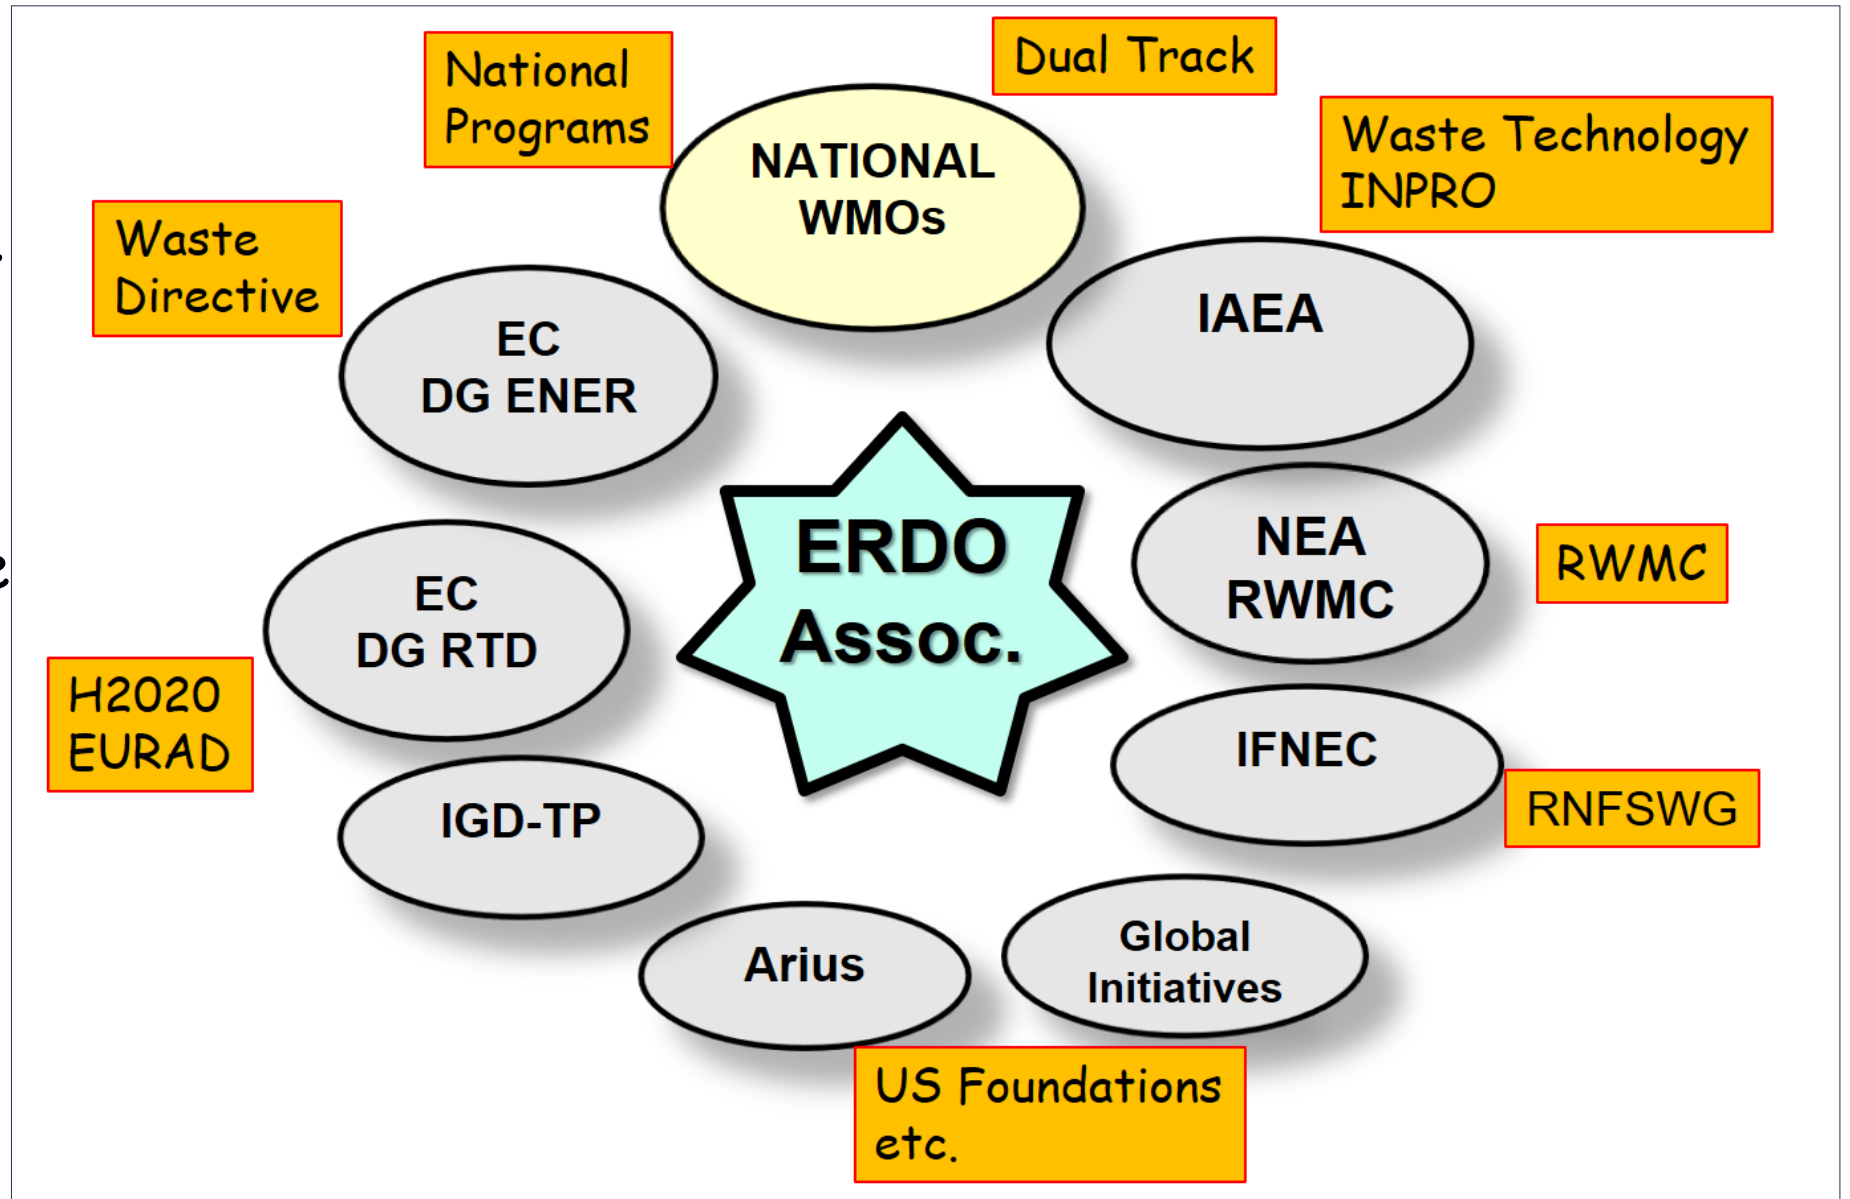 National
Programs
Dual Track
NATIONAL
WMOs
Waste Technology
INPRO
Waste
Directive
EC
DG ENER
IAEA
ERDO
Assoc.
NEA
RWMC
RWMC
EC
DG RTD
H2020
EURAD
IFNEC
RNFSWG
IGD-TP
Arius
Global
Initiatives
US Foundations
etc.